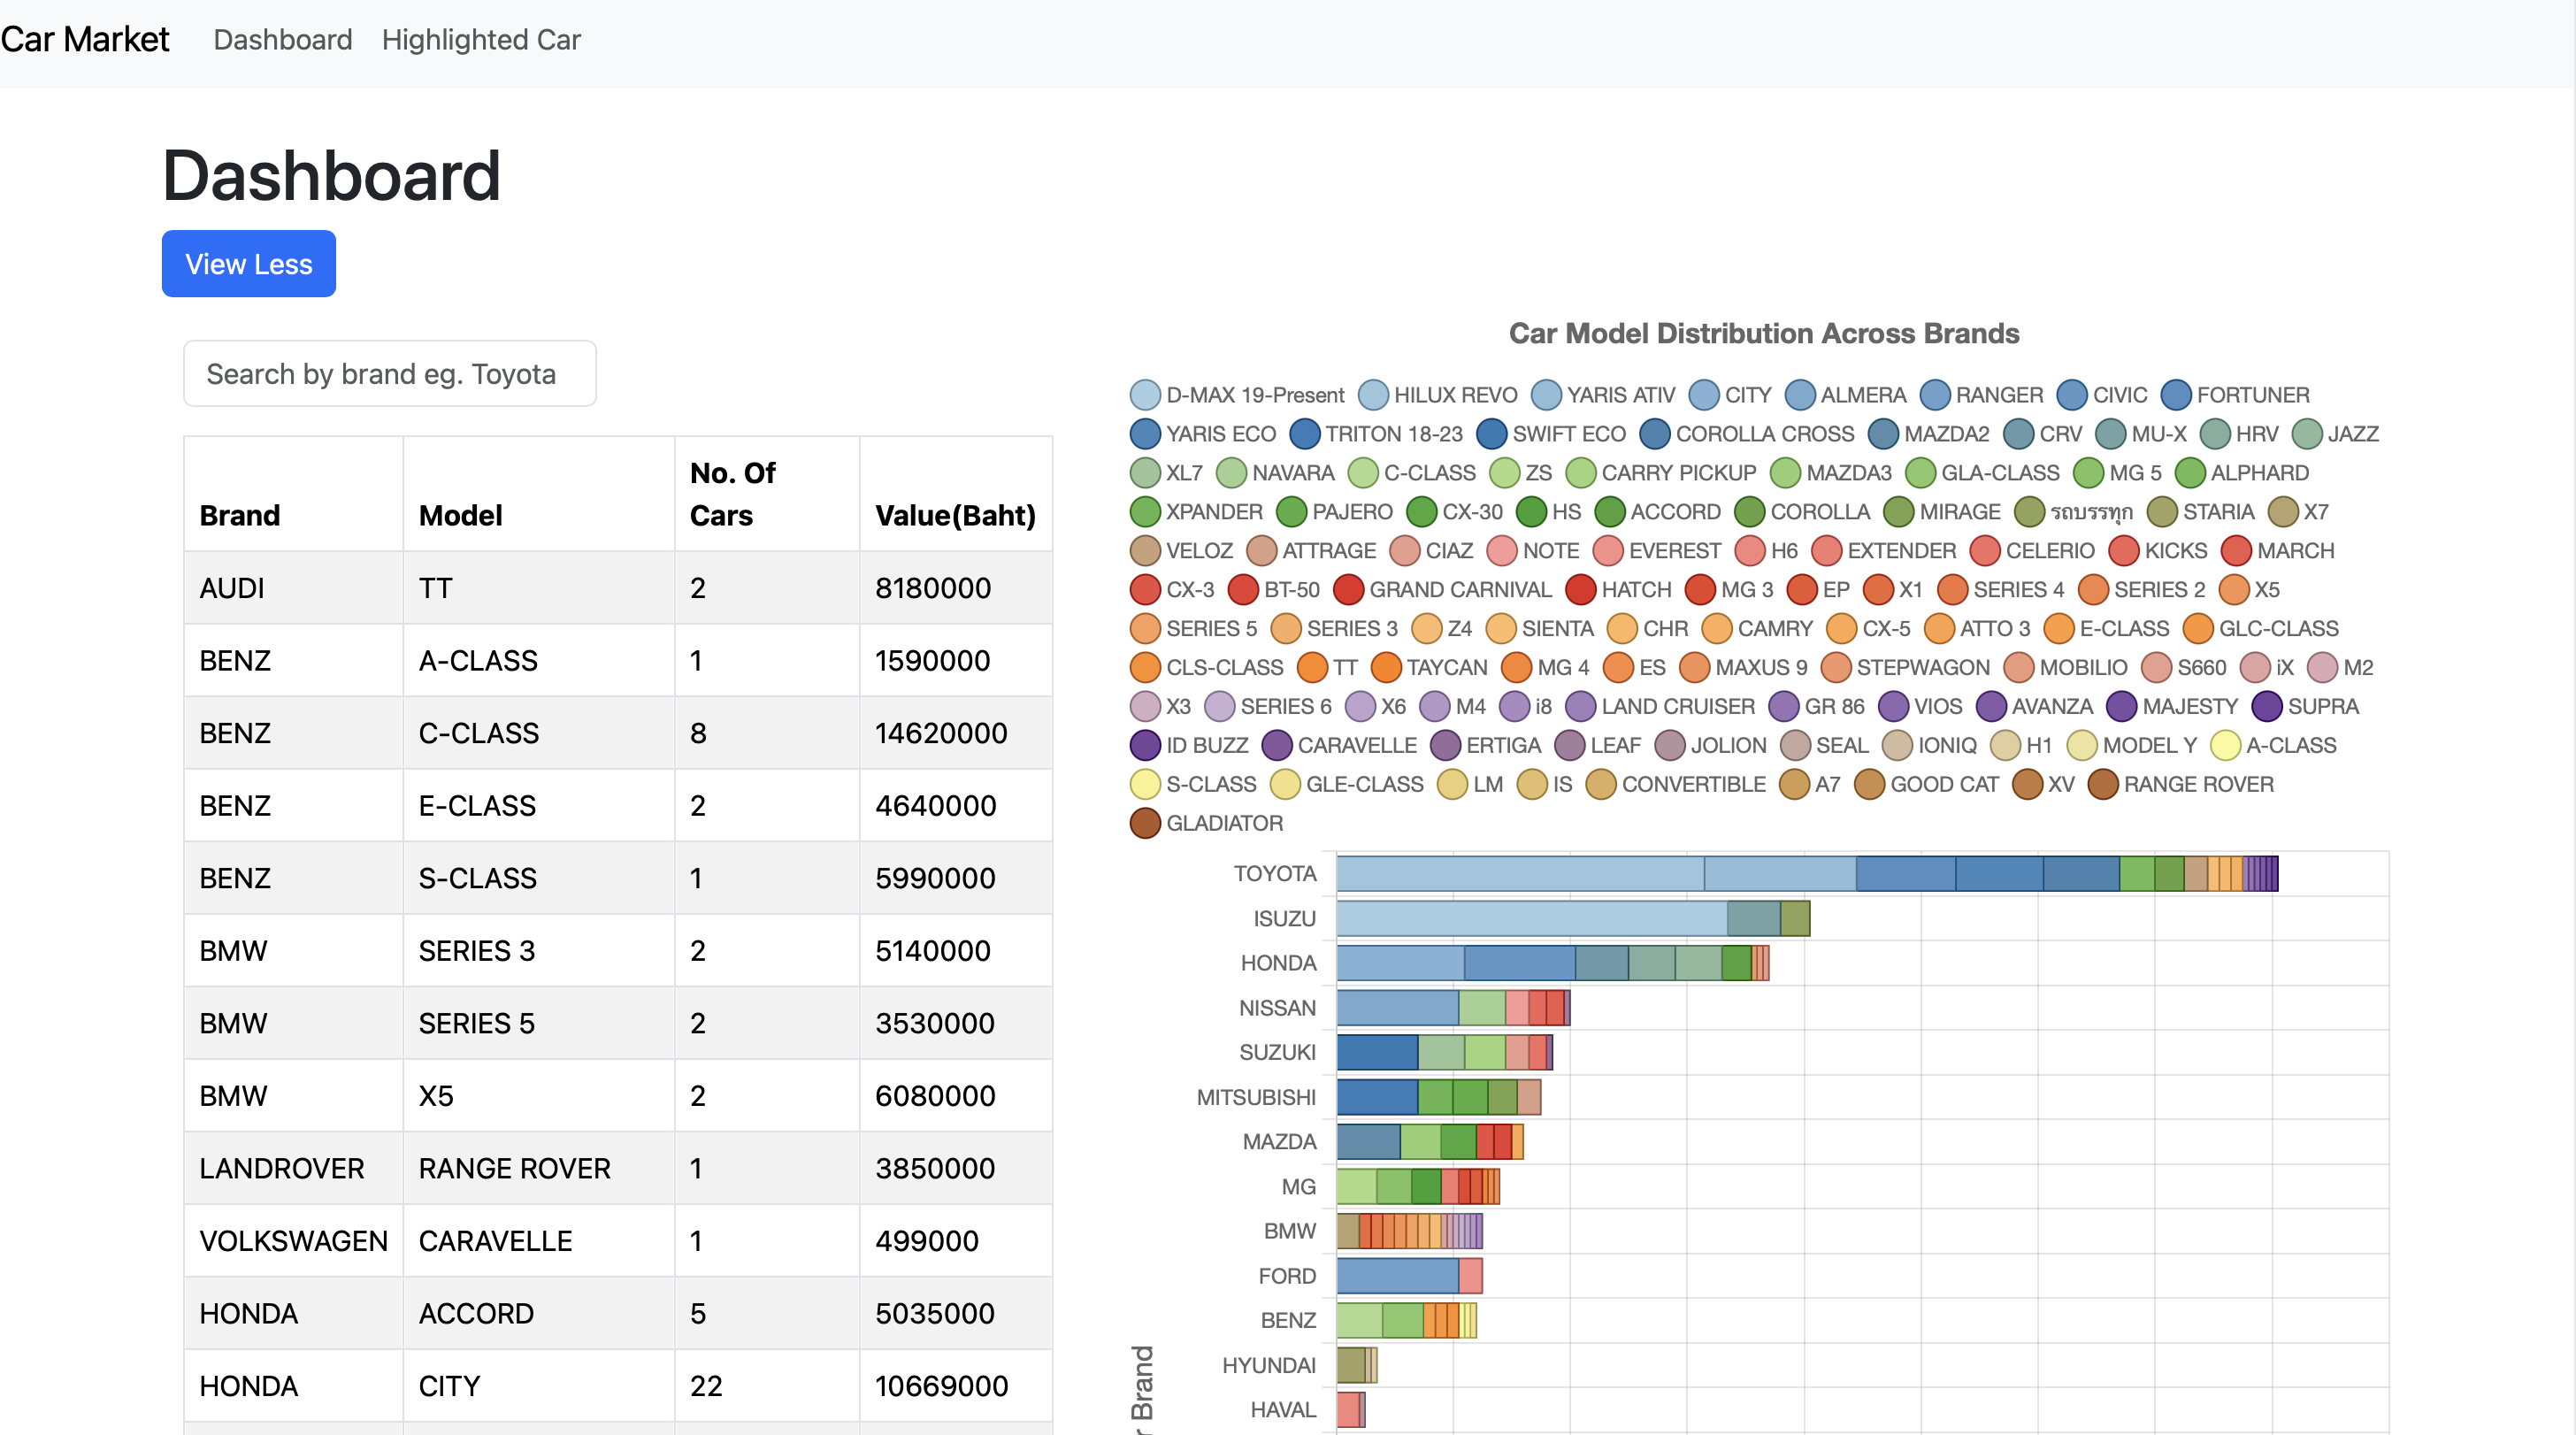 Car Market Dashboard Highlighted Car
Dashboard
View Less
Search by brand eg. Toyota
Brand Model No. Of Cars Value(Baht)
AUDI TT 2 8180000
BENZ A-CLASS 1 1590000
BENZ C-CLASS 8 14620000
BENZ E-CLASS 2 4640000
BENZ S-CLASS 1 5990000
BMW SERIES 3 2 5140000
BMW SERIES 5 2 3530000
BMW X5 2 6080000
LANDROVER RANGE ROVER 1 3850000
VOLKSWAGEN CARAVELLE 1 499000
HONDA ACCORD 5 5035000
HONDA CITY 22 10669000
Car Model Distribution Across Brands
D-MAX 19-Present HILUX REVO YARIS ATIV CITY ALMERA RANGER CIVIC FORTUNER
YARIS ECO TRITON 18-23 SWIFT ECO COROLLA CROSS MAZDA2 CRV MU-X HRV JAZZ
XL7 NAVARA C-CLASS ZS CARRY PICKUP MAZDA3 GLA-CLASS MG 5 ALPHARD
XPANDER PAJERO CX-30 HS ACCORD COROLLA MIRAGE รถบรรทุก STARIA X7
VELOZ ATTRAGE CIAZ NOTE EVEREST H6 EXTENDER CELERIO KICKS MARCH
CX-3 BT-50 GRAND CARNIVAL HATCH MG 3 EP X1 SERIES 4 SERIES 2 X5
SERIES 5 SERIES 3 Z4 SIENTA CHR CAMRY CX-5 ATTO 3 E-CLASS GLC-CLASS
CLS-CLASS TT TAYCAN MG 4 ES MAXUS 9 STEPWAGON MOBILIO S660 iX M2
X3 SERIES 6 X6 M4 i8 LAND CRUISER GR 86 VIOS AVANZA MAJESTY SUPRA
ID BUZZ CARAVELLE ERTIGA LEAF JOLION SEAL IONIQ H1 MODEL Y A-CLASS
S-CLASS GLE-CLASS LM IS CONVERTIBLE A7 GOOD CAT XV RANGE ROVER
GLADIATOR
TOYOTA
ISUZU
HONDA
NISSAN
SUZUKI
MITSUBISHI
MAZDA
MG
BMW
FORD
BENZ
HYUNDAI
HAVAL
Brand